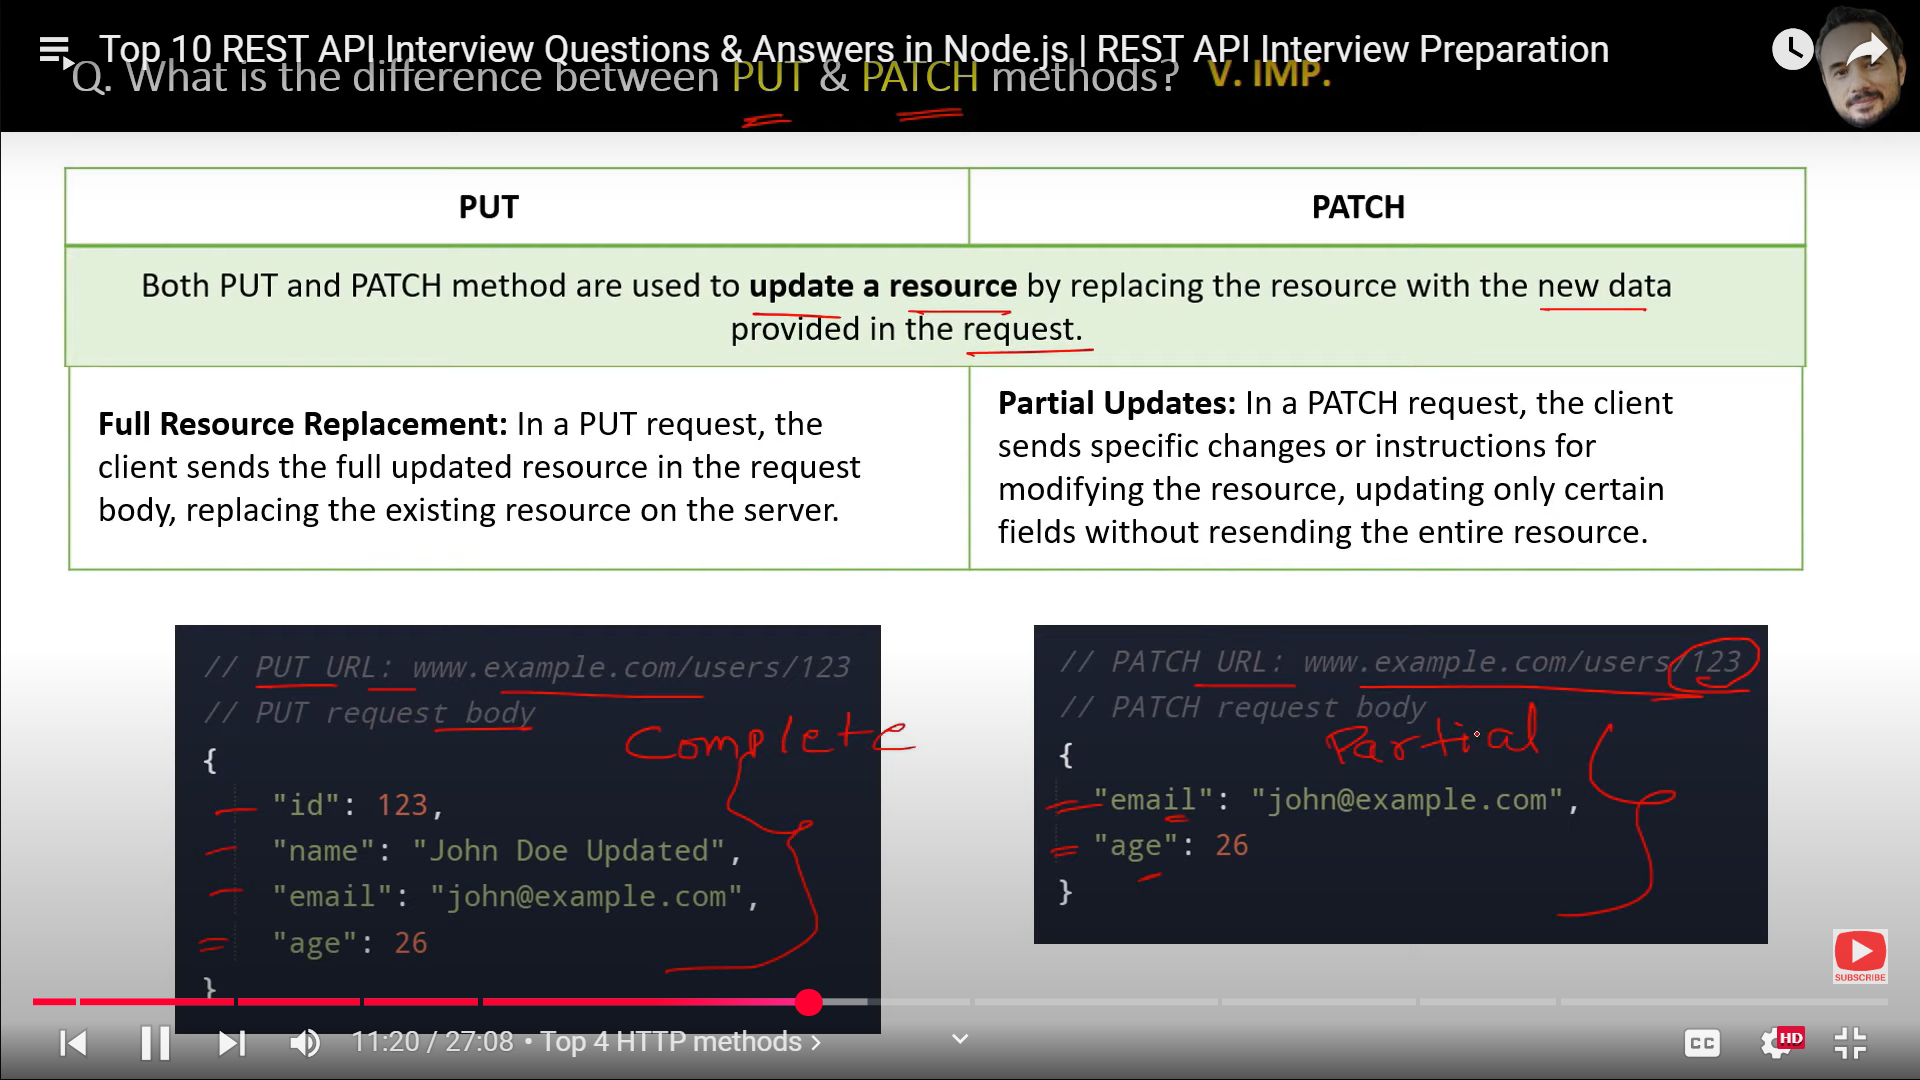 Top 10 REST API Interview Questions & Answers in Node.js | REST API Interview Preparation
Q. What is the difference between PUT & PATCH methods? V. IMP.
PUT
PATCH
Both PUT and PATCH method are used to update a resource by replacing the resource with the new data
provided in the request.
Full Resource Replacement: In a PUT request, the
client sends the full updated resource in the request
body, replacing the existing resource on the server.
Partial Updates: In a PATCH request, the client
sends specific changes or instructions for
modifying the resource, updating only certain
fields without resending the entire resource.
// PUT URL: www.example.com/users/123
// PUT request body
Complete
{
"id": 123,
"name": "John Doe Updated",
"email": "john@example.com",
"age": 26
}
// PATCH URL: www.example.com/users/123
// PATCH request body
Partial
{
"email": "john@example.com",
"age": 26
}
SUBSCRIBE
11:20 / 27:08 • Top 4 HTTP methods
CC
HD